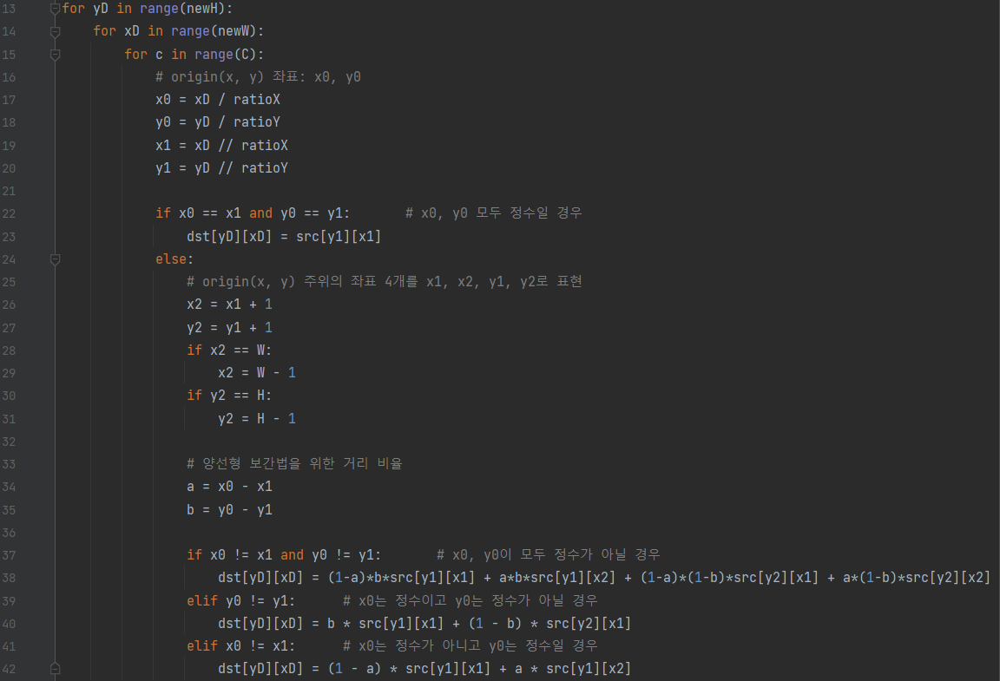 13 for yD in range(newH):
14     for xD in range(newW):
15         for c in range(C):
16             # origin(x, y) 좌표: x0, y0
17             x0 = xD / ratioX
18             y0 = yD / ratioY
19             x1 = xD // ratioX
20             y1 = yD // ratioY
21
22             if x0 == x1 and y0 == y1:       # x0, y0 모두 정수일 경우
23                 dst[yD][xD] = src[y1][x1]
24             else:
25                 # origin(x, y) 주위의 좌표 4개를 x1, x2, y1, y2로 표현
26                 x2 = x1 + 1
27                 y2 = y1 + 1
28                 if x2 == W:
29                     x2 = W - 1
30                 if y2 == H:
31                     y2 = H - 1
32
33                 # 양선형 보간법을 위한 거리 비율
34                 a = x0 - x1
35                 b = y0 - y1
36
37                 if x0 != x1 and y0 != y1:       # x0, y0이 모두 정수가 아닐 경우
38                     dst[yD][xD] = (1-a)*b*src[y1][x1] + a*b*src[y1][x2] + (1-a)*(1-b)*src[y2][x1] + a*(1-b)*src[y2][x2]
39                 elif y0 != y1:      # x0는 정수이고 y0는 정수가 아닐 경우
40                     dst[yD][xD] = b * src[y1][x1] + (1 - b) * src[y2][x1]
41                 elif x0 != x1:      # x0는 정수가 아니고 y0는 정수일 경우
42                     dst[yD][xD] = (1 - a) * src[y1][x1] + a * src[y1][x2]